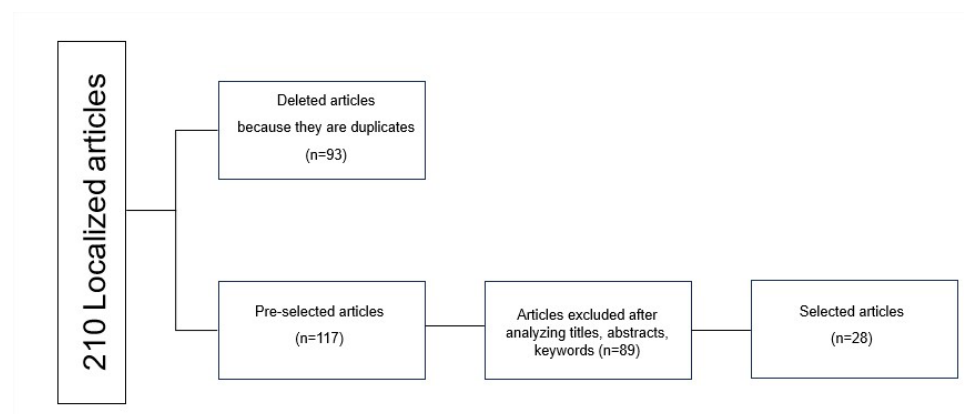 210 Localized articles
Deleted articles
because they are duplicates
(n=93)
Pre-selected articles
(n=117)
Articles excluded after
analyzing titles, abstracts,
keywords (n=89)
Selected articles
(n=28)